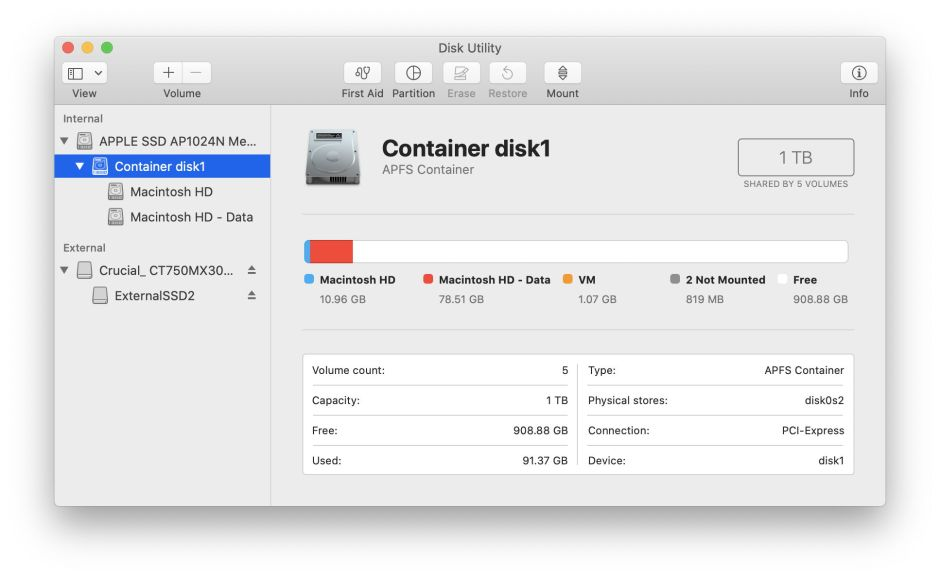 Disk Utility
View
Volume
First Aid
Partition
Erase
Restore
Mount
Info
Internal
APPLE SSD AP1024N Me...
Container disk1
Macintosh HD
Macintosh HD - Data
External
Crucial_ CT750MX30...
ExternalSSD2
Container disk1
APFS Container
1 TB
SHARED BY 5 VOLUMES
Macintosh HD
10.96 GB
Macintosh HD - Data
78.51 GB
VM
1.07 GB
2 Not Mounted
819 MB
Free
908.88 GB
Volume count: 5
Capacity: 1 TB
Free: 908.88 GB
Used: 91.37 GB
Type: APFS Container
Physical stores: disk0s2
Connection: PCI-Express
Device: disk1